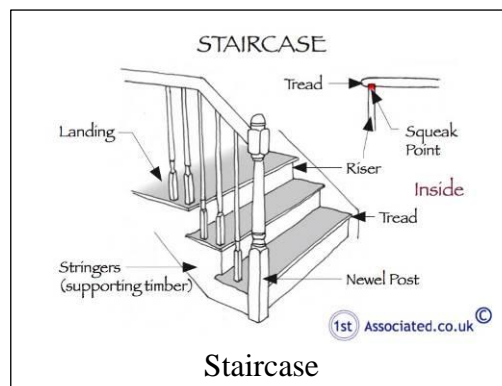 STAIRCASE
Tread
Landing
Squeak
Point
Riser
Inside
Tread
Stringers
(supporting timber)
Newel Post
1st Associated.co.uk ©
Staircase